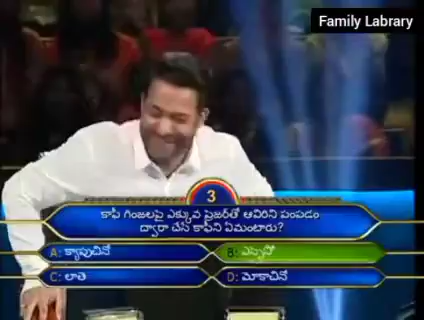 Family Labrary
3
కాఫీ గింజలపై ఎక్కువ ప్రెజర్‌తో ఆవిరిని పంపడం
ద్వారా చేసే కాఫీని ఏమంటారు?
A: క్యాపుచినో
B: ఎస్ప్రెసో
C: లాతె
D: మోకాచినో